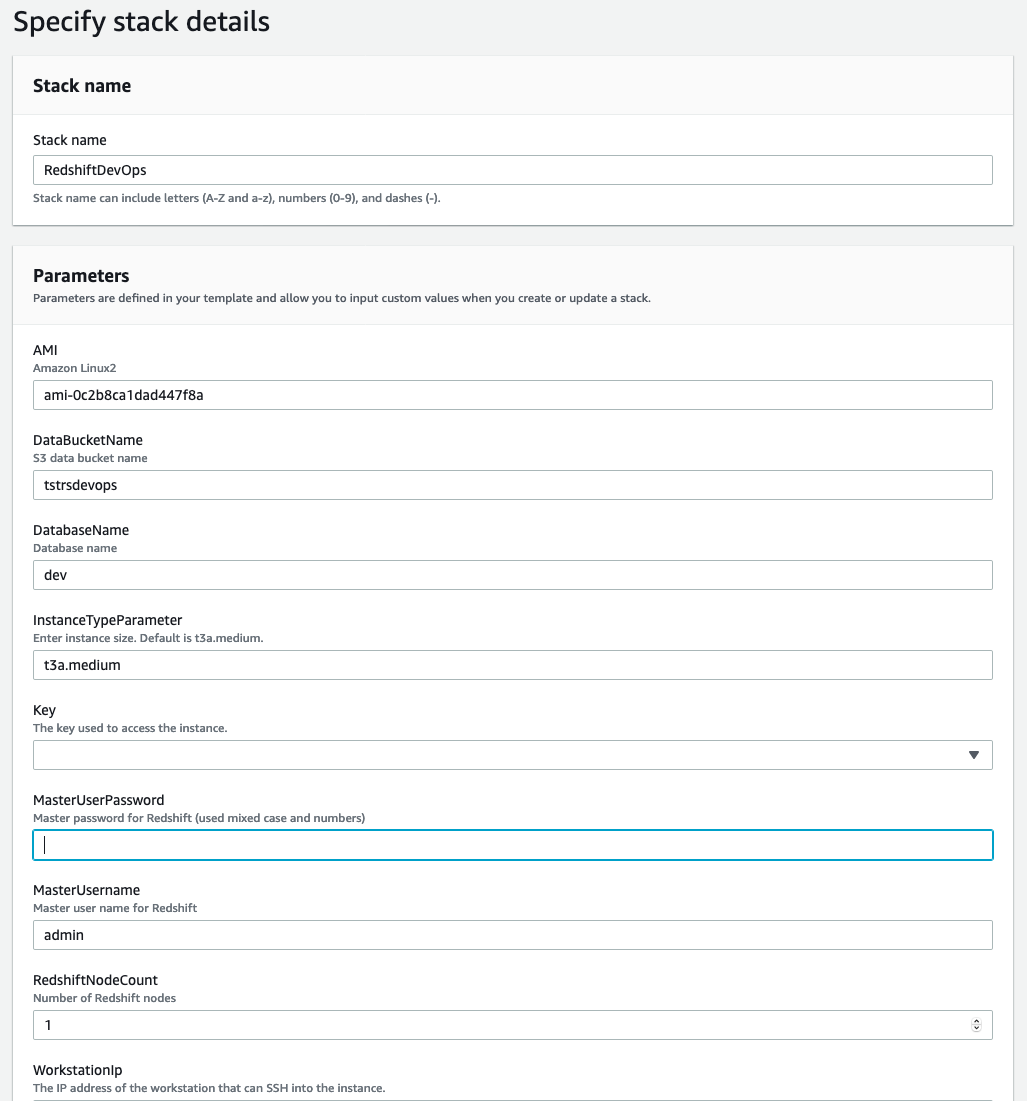 Specify stack details
Stack name
Stack name
RedshiftDevOps
Stack name can include letters (A-Z and a-z), numbers (0-9), and dashes (-).
Parameters
Parameters are defined in your template and allow you to input custom values when you create or update a stack.
AMI
Amazon Linux2
ami-0c2b8ca1dad447f8a
DataBucketName
S3 data bucket name
tstrsdevops
DatabaseName
Database name
dev
InstanceTypeParameter
Enter instance size. Default is t3a.medium.
t3a.medium
Key
The key used to access the instance.
MasterUserPassword
Master password for Redshift (used mixed case and numbers)
MasterUsername
Master user name for Redshift
admin
RedshiftNodeCount
Number of Redshift nodes
1
WorkstationIp
The IP address of the workstation that can SSH into the instance.